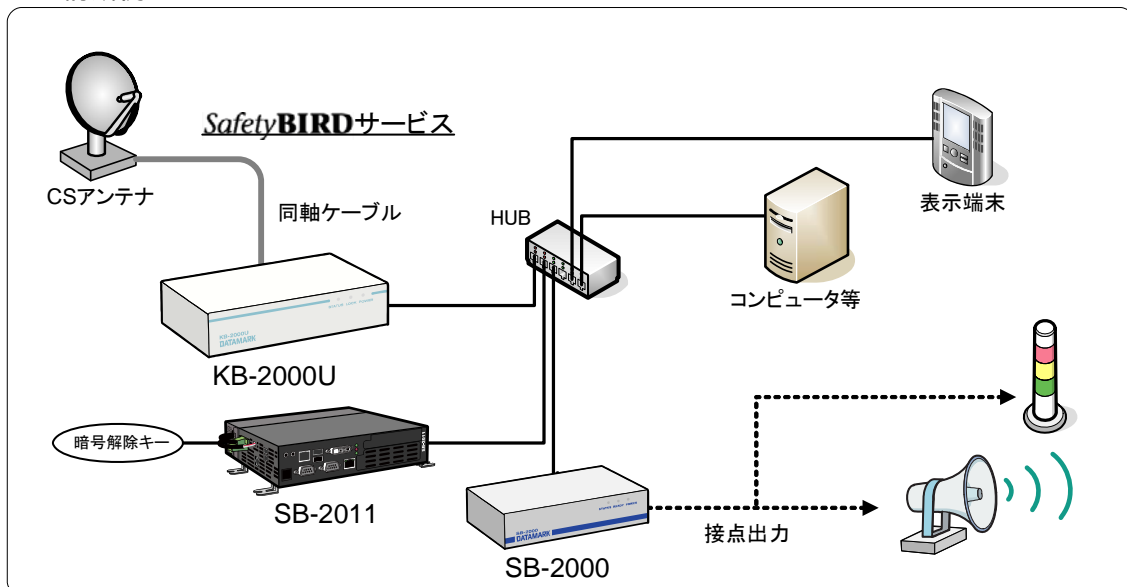 SafetyBIRDサービス
CSアンテナ
同軸ケーブル
HUB
表示端末
コンピュータ等
KB-2000U
DATAMARK
KB-2000U
暗号解除キー
SB-2011
DATAMARK
SB-2000
接点出力